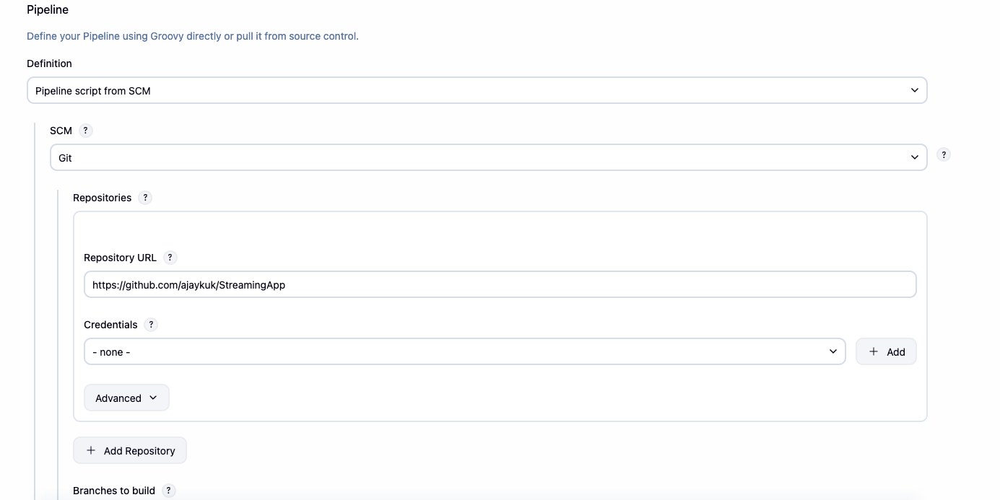 Pipeline
Define your Pipeline using Groovy directly or pull it from source control.
Definition
Pipeline script from SCM
SCM ?
Git
?
Repositories ?
Repository URL ?
https://github.com/ajaykuk/StreamingApp
Credentials ?
- none -
+ Add
Advanced
+ Add Repository
Branches to build ?